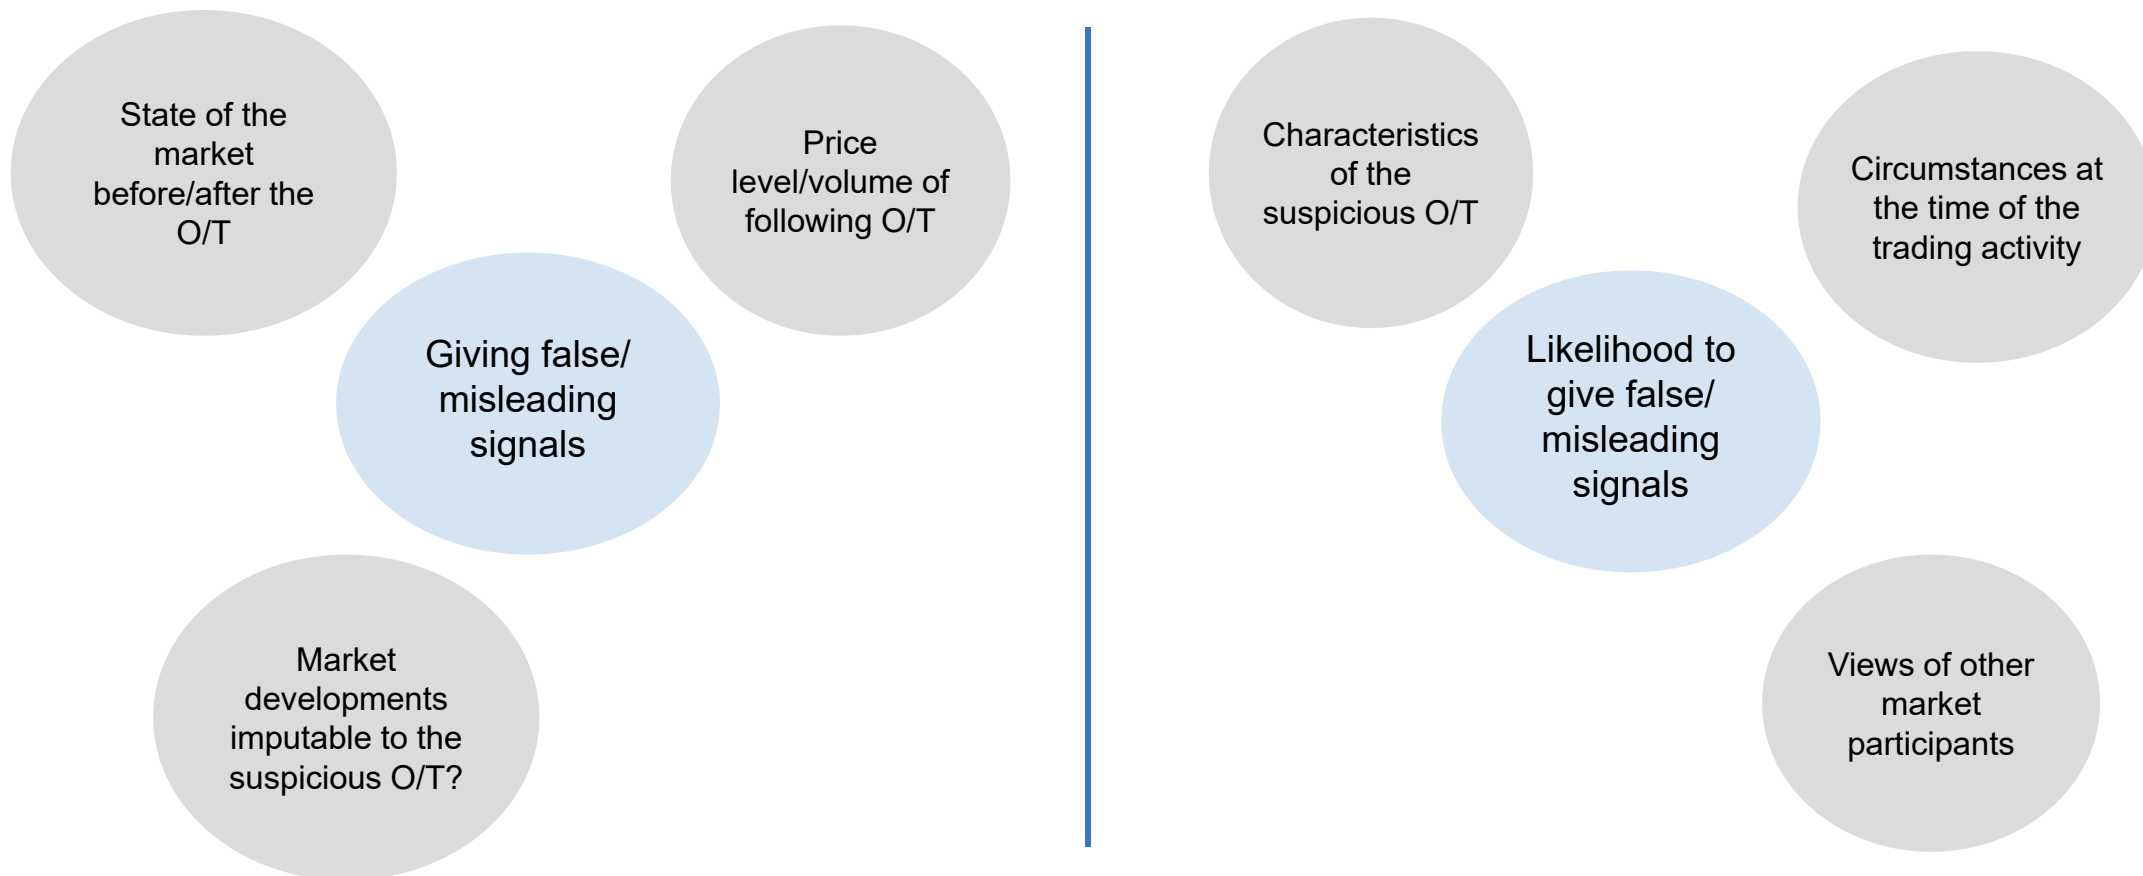 State of the
market
before/after the
O/T
Price
level/volume of
following O/T
Giving false/
misleading
signals
Market
developments
imputable to the
suspicious O/T?
Characteristics
of the
suspicious O/T
Circumstances at
the time of the
trading activity
Likelihood to
give false/
misleading
signals
Views of other
market
participants